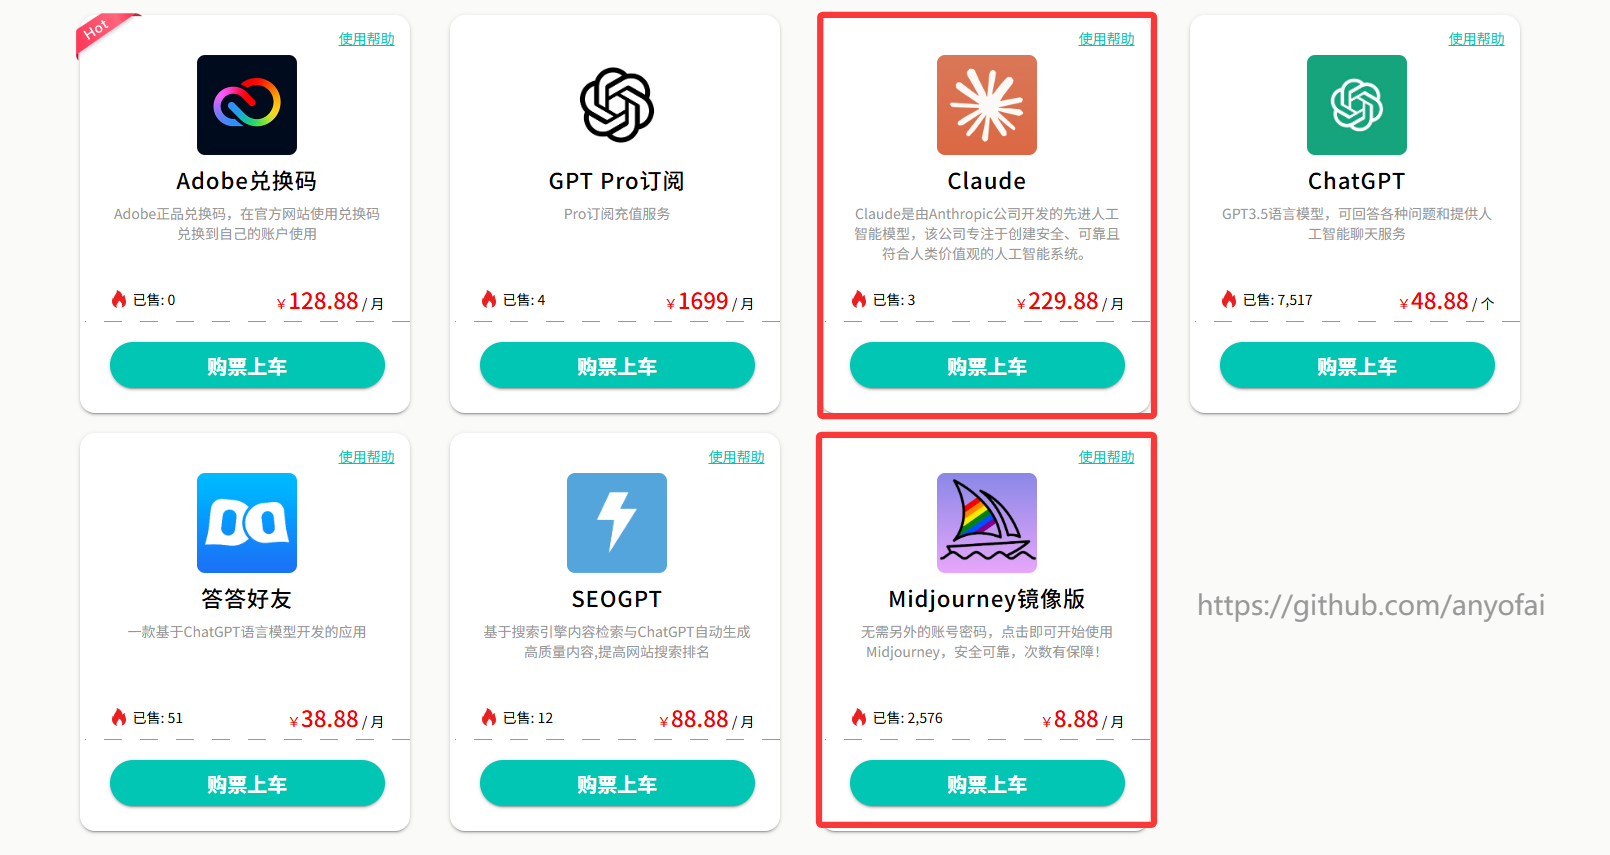 Hot
使用帮助
Adobe兑换码
Adobe正品兑换码，在官方网站使用兑换码
兑换到自己的账户使用
已售: 0
¥128.88 / 月
购票上车
GPT Pro订阅
Pro订阅充值服务
已售: 4
¥1699 / 月
购票上车
使用帮助
Claude
Claude是由Anthropic公司开发的先进人工
智能模型，该公司专注于创建安全、可靠且
符合人类价值观的人工智能系统。
已售: 3
¥229.88 / 月
购票上车
使用帮助
ChatGPT
GPT3.5语言模型，可回答各种问题和提供人
工智能聊天服务
已售: 7,517
¥48.88 / 个
购票上车
使用帮助
答答好友
一款基于ChatGPT语言模型开发的应用
已售: 51
¥38.88 / 月
购票上车
使用帮助
SEOGPT
基于搜索引擎内容检索与ChatGPT自动生成
高质量内容,提高网站搜索排名
已售: 12
¥88.88 / 月
购票上车
使用帮助
Midjourney镜像版
无需另外的账号密码，点击即可开始使用
Midjourney，安全可靠，次数有保障！
已售: 2,576
¥8.88 / 月
购票上车
https://github.com/anyofai